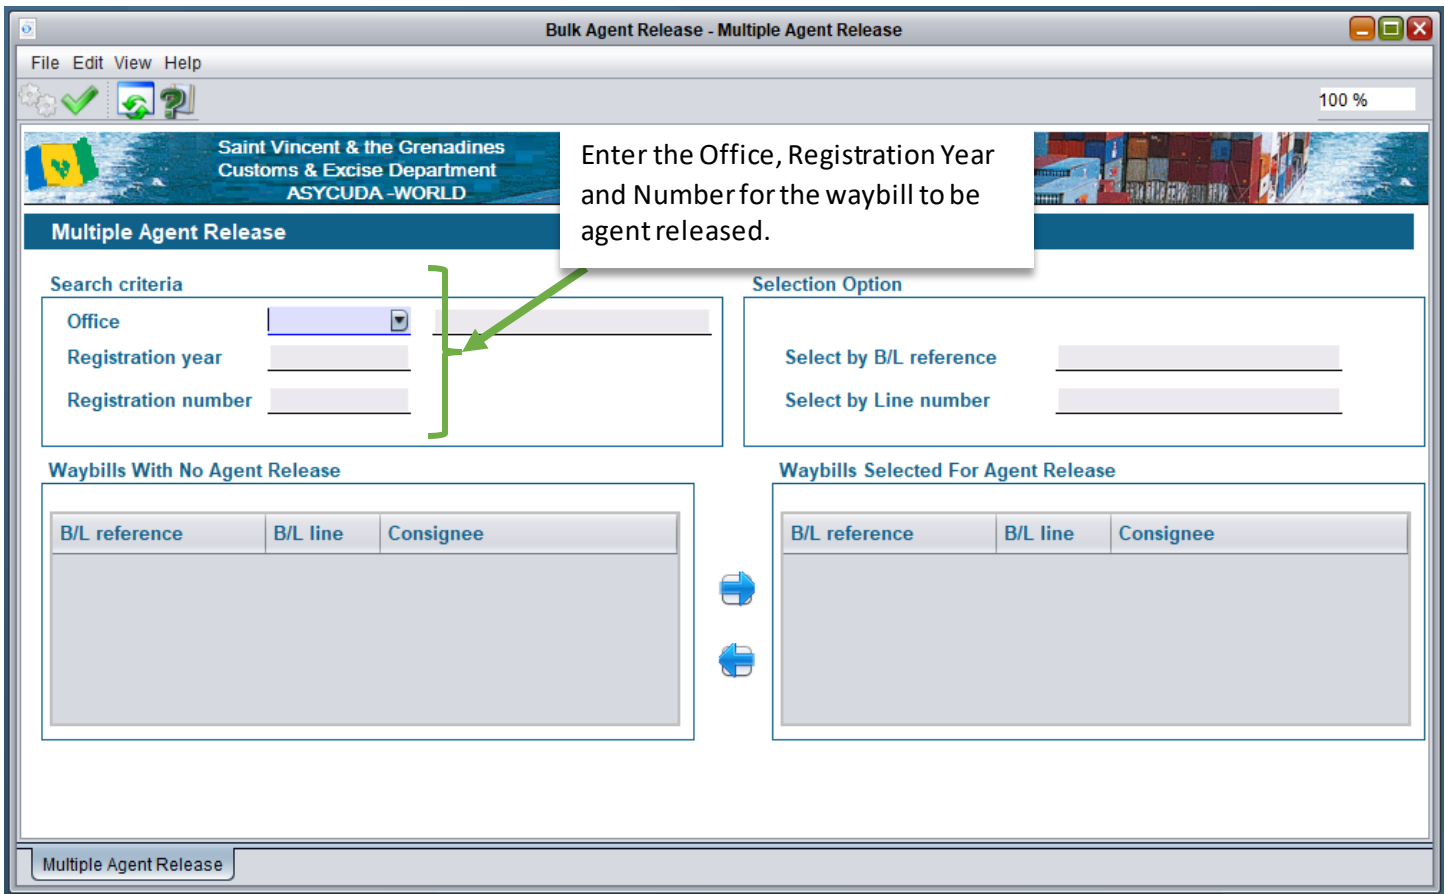 Bulk Agent Release - Multiple Agent Release
File Edit View Help
100 %
Saint Vincent & the Grenadines
Customs & Excise Department
ASYCUDA -WORLD
Enter the Office, Registration Year
and Number for the waybill to be
agent released.
Multiple Agent Release
Search criteria
Office
Registration year
Registration number
Selection Option
Select by B/L reference
Select by Line number
Waybills With No Agent Release
B/L reference B/L line Consignee
Waybills Selected For Agent Release
B/L reference B/L line Consignee
Multiple Agent Release